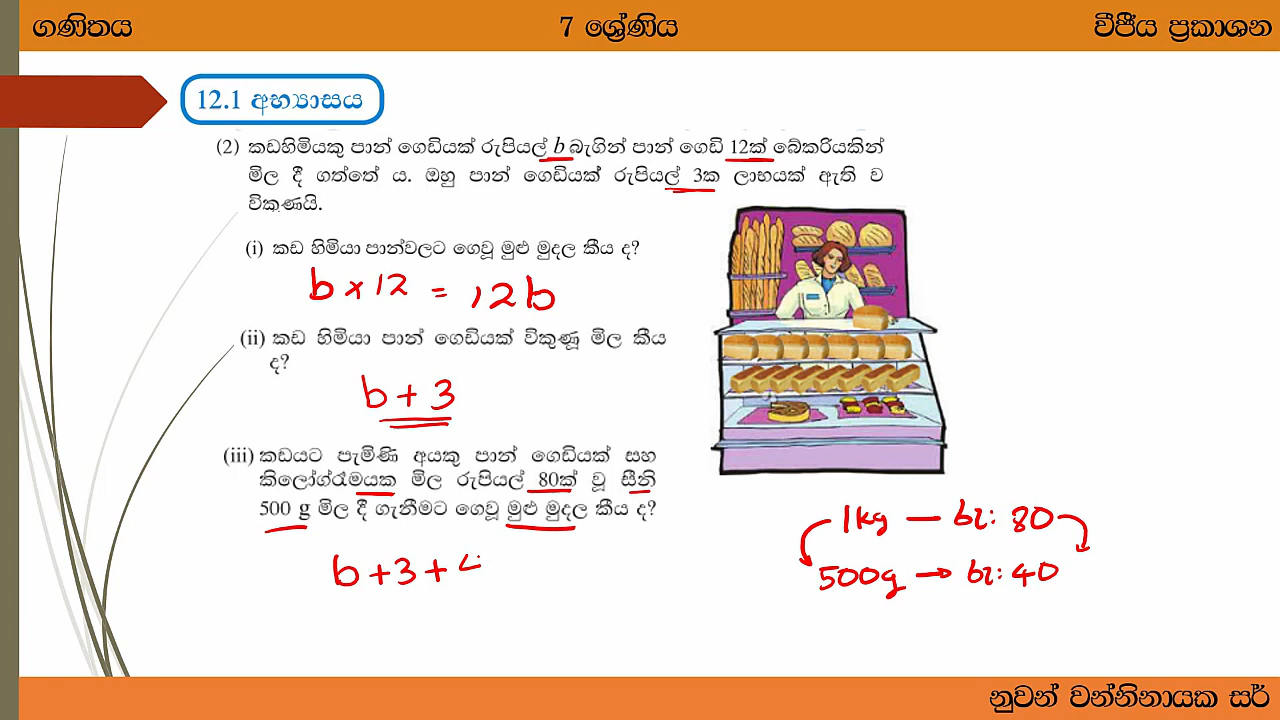 ගණිතය 7 ශ්‍රේණිය වීජීය ප්‍රකාශන
12.1 අභ්‍යාසය
(2) කඩහිමියකු පාන් ගෙඩියක් රුපියල් b බැගින් පාන් ගෙඩි 12ක් බේකරියකින්
මිල දී ගත්තේ ය. ඔහු පාන් ගෙඩියක් රුපියල් 3ක ලාභයක් ඇති ව
විකුණයි.
(i) කඩ හිමියා පාන්වලට ගෙවූ මුළු මුදල කීය ද?
b × 12 = 12b
(ii) කඩ හිමියා පාන් ගෙඩියක් විකුණූ මිල කීය
ද?
b + 3
(iii) කඩයට පැමිණි අයකු පාන් ගෙඩියක් සහ
කිලෝග්රෑමයක මිල රුපියල් 80ක් වූ සීනි
500 g මිල දී ගැනීමට ගෙවූ මුළු මුදල කීය ද?
b + 3 +
1kg — රු: 80
500g → රු: 40
නුවන් වන්නිනායක සර්